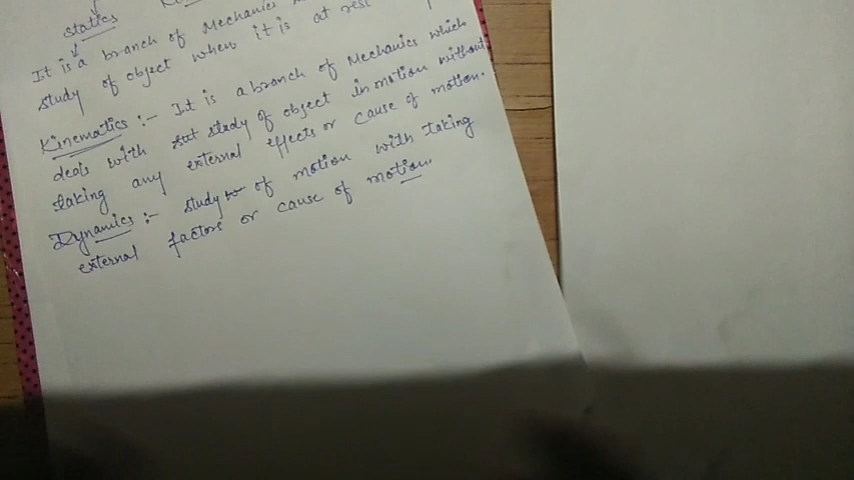 statics
It is a branch of Mechanics
study of object when it is at rest
Kinematics :- It is a branch of Mechanics which
deals with study of object in motion without
taking any external effects or cause of motion.
Dynamics :- study of motion with taking
external factors or cause of motion.